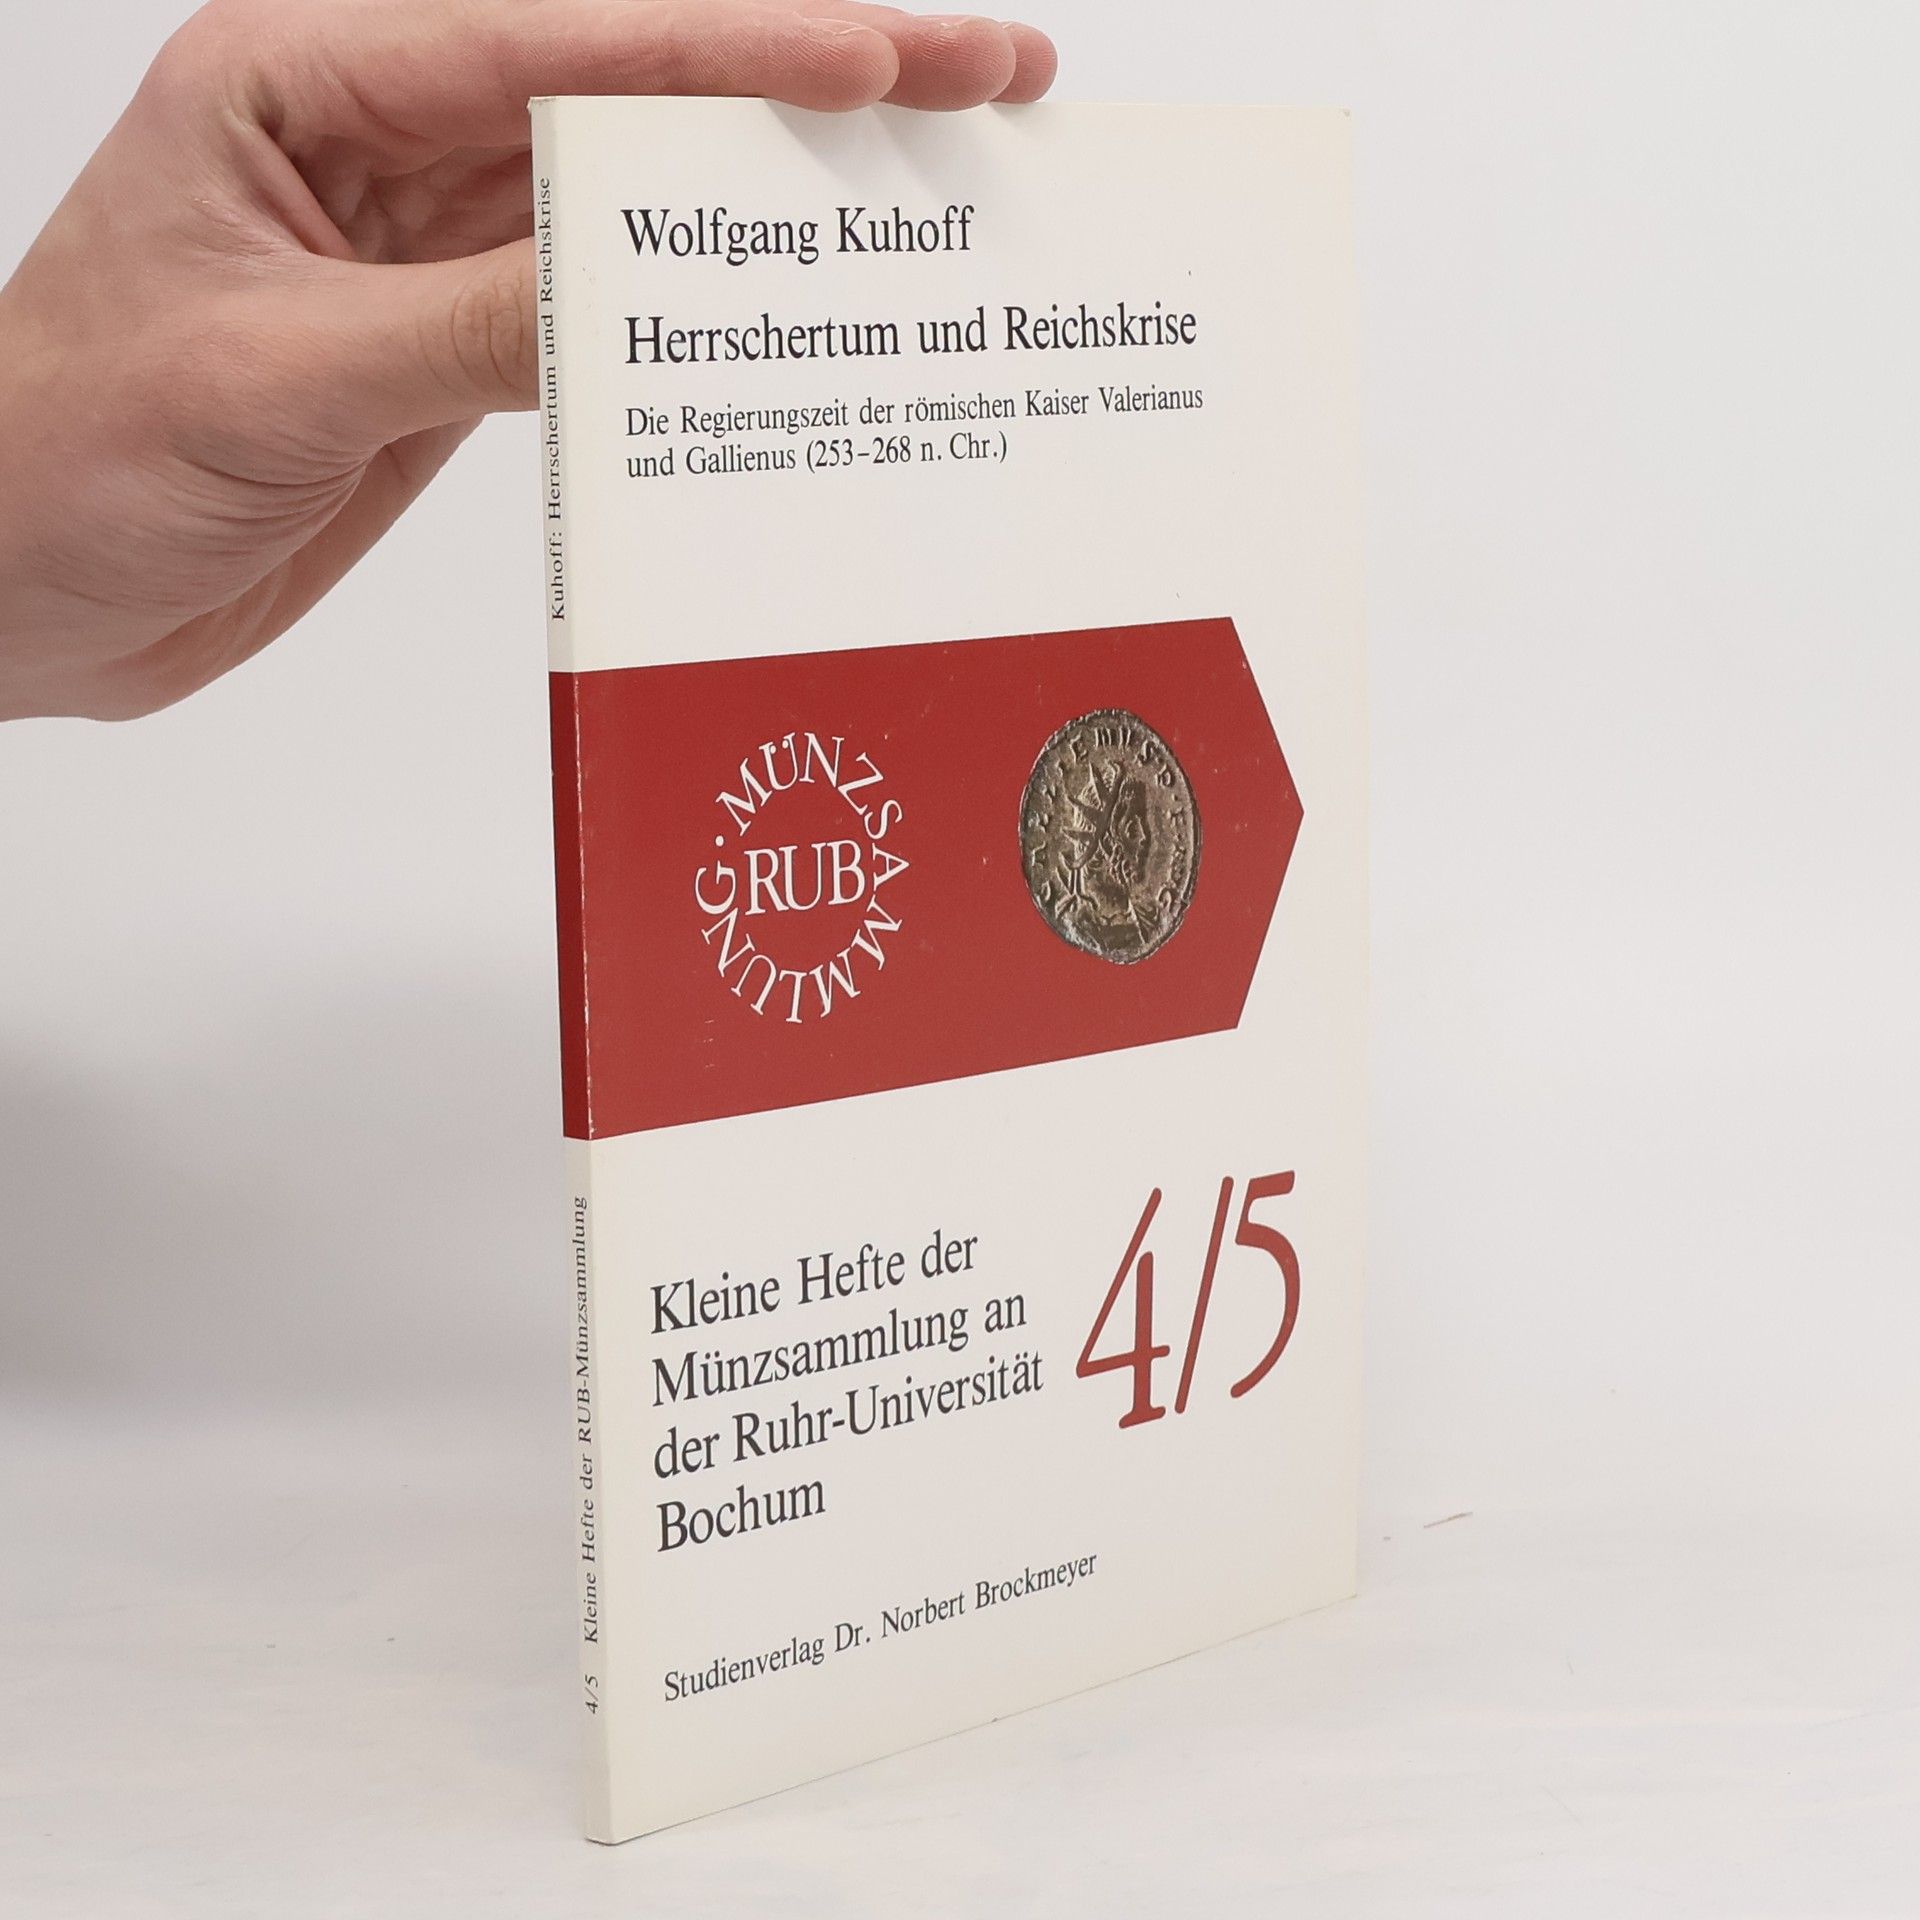 Wolfgang Kuhoff
Herrschertum und Reichskrise
Die Regierungszeit der römischen Kaiser Valerianus
und Gallienus (253–268 n. Chr.)
MÜNZSAMMLUNG·
RUB
Kleine Hefte der
Münzsammlung an
der Ruhr-Universität
Bochum
4/5
Studienverlag Dr. Norbert Brockmeyer
Kuhoff: Herrschertum und Reichskrise
4/5 Kleine Hefte der RUB-Münzsammlung